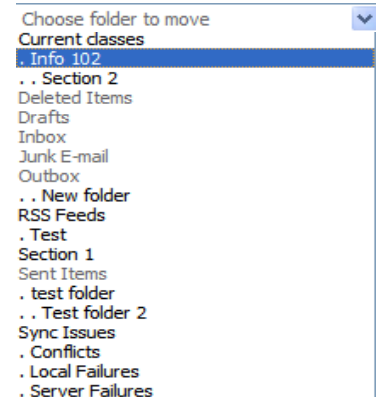 Choose folder to move
Current classes
. Info 102
. . Section 2
Deleted Items
Drafts
Inbox
Junk E-mail
Outbox
. . New folder
RSS Feeds
. Test
Section 1
Sent Items
. test folder
. . Test folder 2
Sync Issues
. Conflicts
. Local Failures
. Server Failures